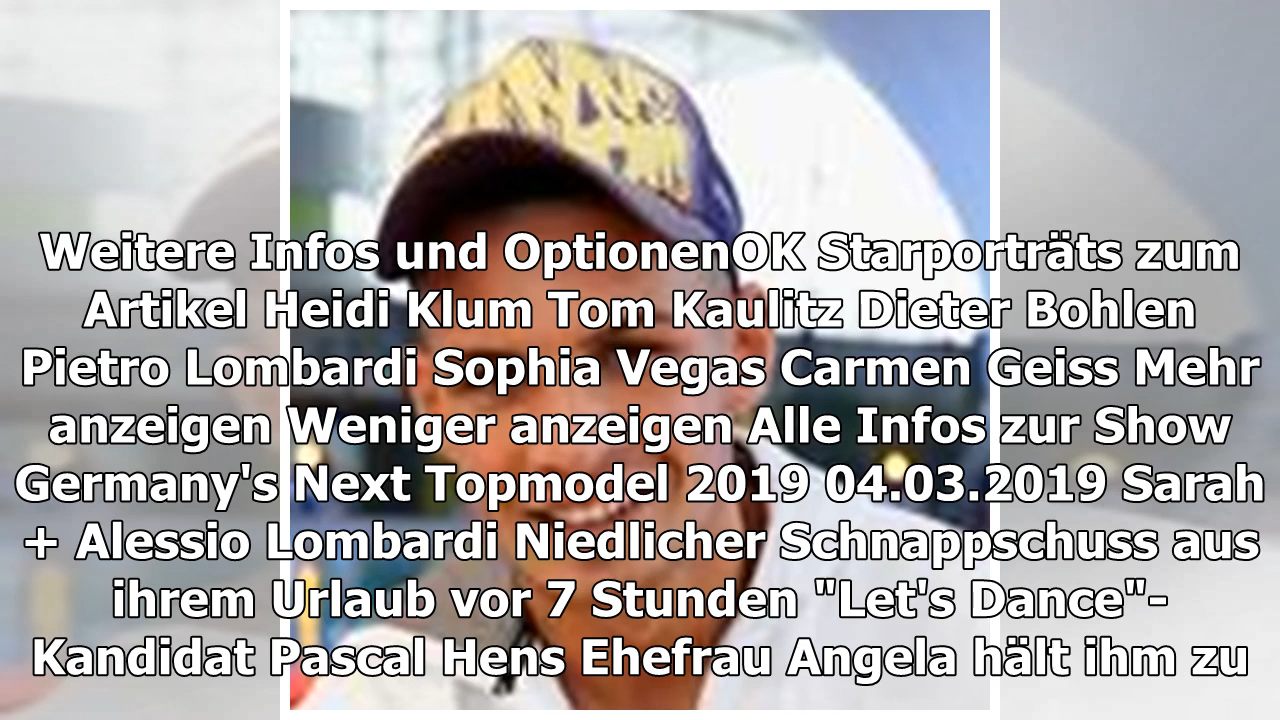 Weitere Infos und OptionenOK Starporträts zum
Artikel Heidi Klum Tom Kaulitz Dieter Bohlen
Pietro Lombardi Sophia Vegas Carmen Geiss Mehr
anzeigen Weniger anzeigen Alle Infos zur Show
Germany's Next Topmodel 2019 04.03.2019 Sarah
+ Alessio Lombardi Niedlicher Schnappschuss aus
ihrem Urlaub vor 7 Stunden "Let's Dance"-
Kandidat Pascal Hens Ehefrau Angela hält ihm zu